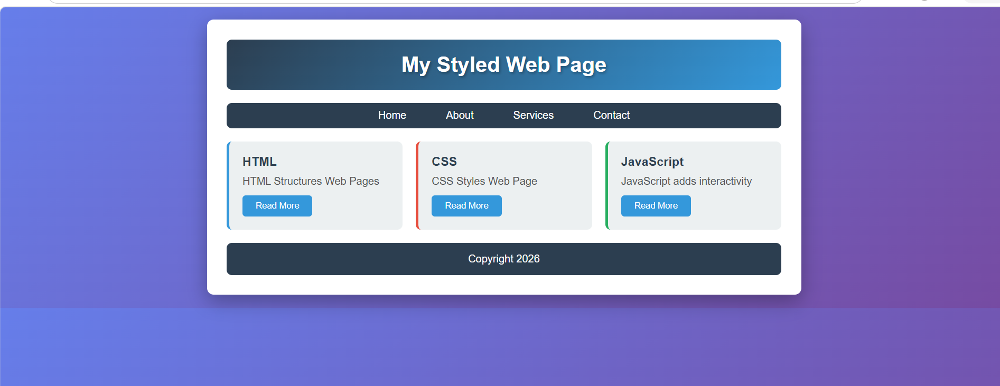 My Styled Web Page
Home About Services Contact
HTML
HTML Structures Web Pages
Read More
CSS
CSS Styles Web Page
Read More
JavaScript
JavaScript adds interactivity
Read More
Copyright 2026